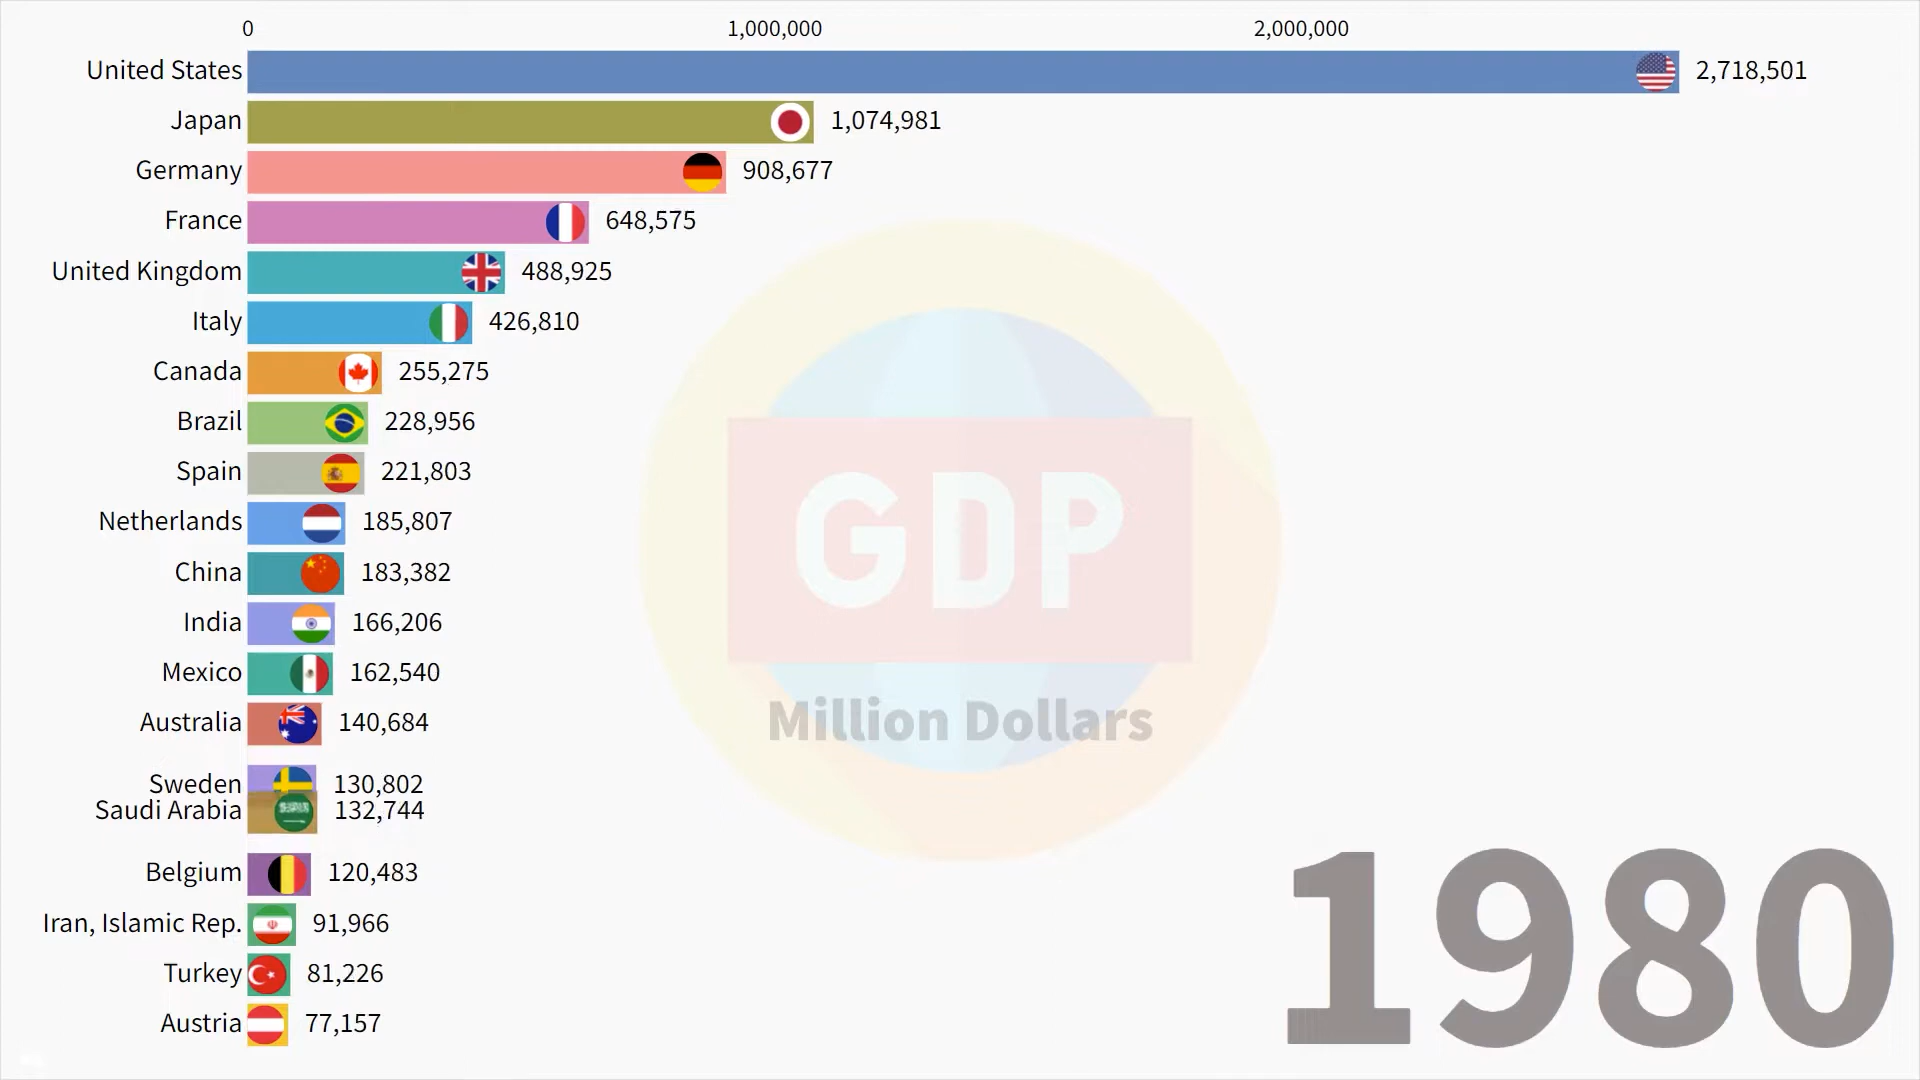 0 1,000,000 2,000,000
United States 2,718,501
Japan 1,074,981
Germany 908,677
France 648,575
United Kingdom 488,925
Italy 426,810
Canada 255,275
Brazil 228,956
Spain 221,803
Netherlands 185,807
China 183,382
India 166,206
Mexico 162,540
Australia 140,684
Sweden 130,802
Saudi Arabia 132,744
Belgium 120,483
Iran, Islamic Rep. 91,966
Turkey 81,226
Austria 77,157
GDP
Million Dollars
1980